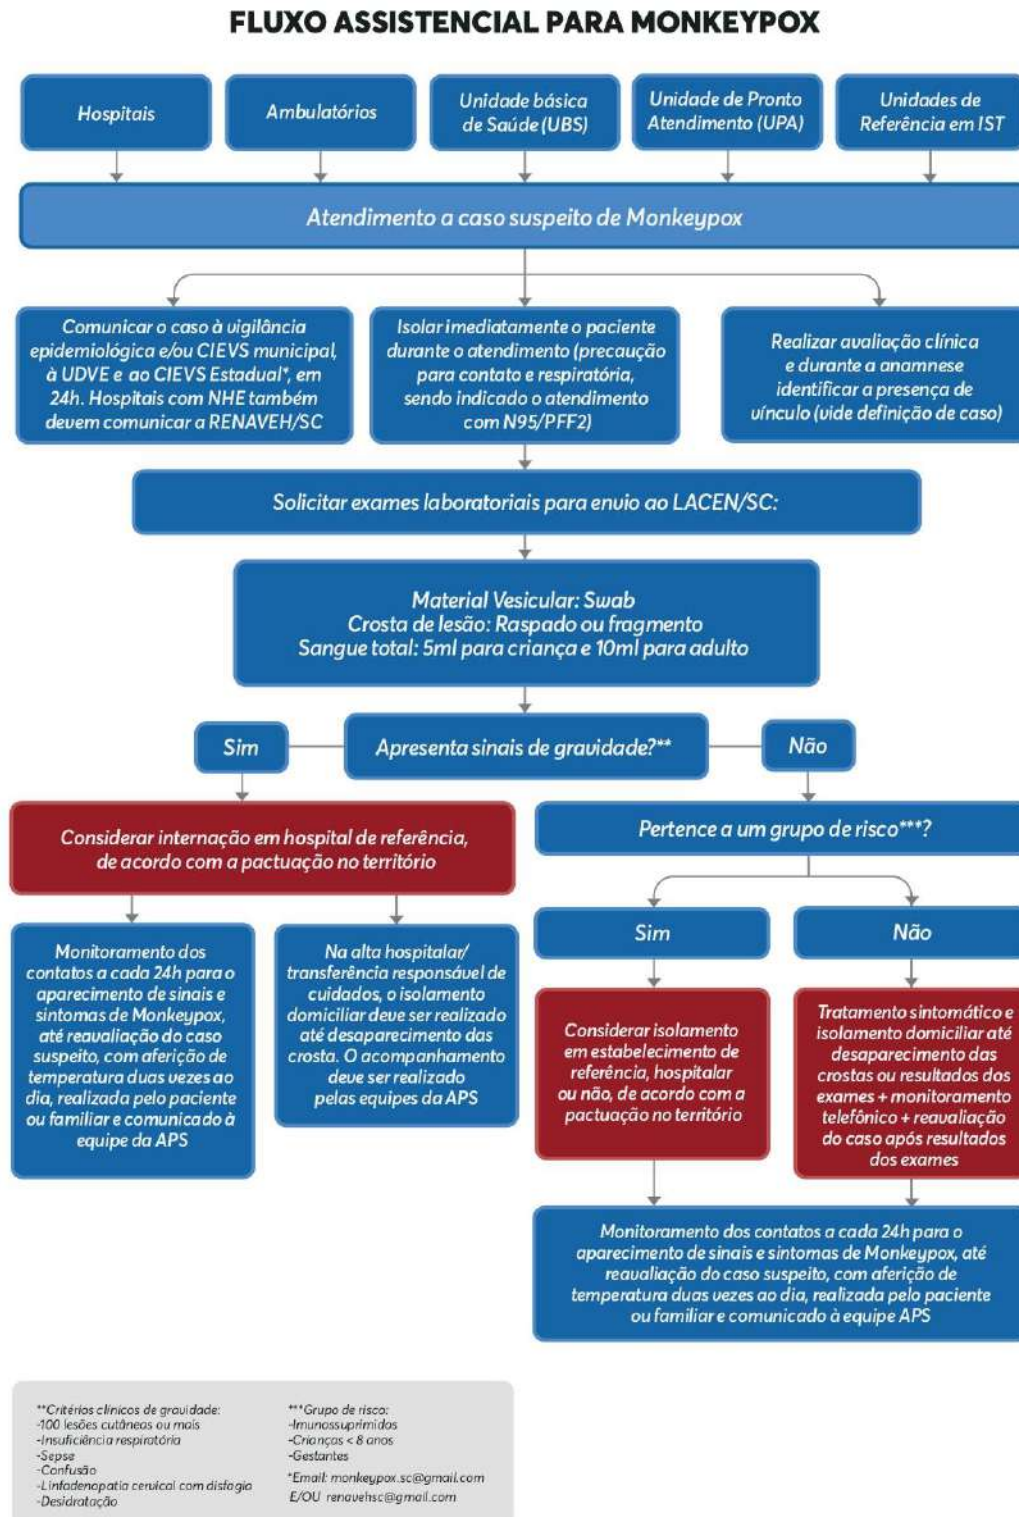 FLUXO ASSISTENCIAL PARA MONKEYPOX
Hospitais
Ambulatórios
Unidade básica
de Saúde (UBS)
Unidade de Pronto
Atendimento (UPA)
Unidades de
Referência em IST
Atendimento a caso suspeito de Monkeypox
Comunicar o caso à vigilância
epidemiológica e/ou CIEVS municipal,
à UDVE e ao CIEVS Estadual*, em
24h. Hospitais com NHE também
devem comunicar a RENAVEH/SC
Isolar imediatamente o paciente
durante o atendimento (precaução
para contato e respiratória,
sendo indicado o atendimento
com N95/PFF2)
Realizar avaliação clínica
e durante a anamnese
identificar a presença de
vínculo (vide definição de caso)
Solicitar exames laboratoriais para envio ao LACEN/SC:
Material Vesicular: Swab
Crosta de lesão: Raspado ou fragmento
Sangue total: 5ml para criança e 10ml para adulto
Sim
Apresenta sinais de gravidade?**
Não
Considerar internação em hospital de referência,
de acordo com a pactuação no território
Pertence a um grupo de risco***?
Monitoramento dos
contatos a cada 24h para o
aparecimento de sinais e
sintomas de Monkeypox,
até reavaliação do caso
suspeito, com aferição de
temperatura duas vezes ao
dia, realizada pelo paciente
ou familiar e comunicado à
equipe da APS
Na alta hospitalar/
transferência responsável de
cuidados, o isolamento
domiciliar deve ser realizado
até desaparecimento das
crosta. O acompanhamento
deve ser realizado
pelas equipes da APS
Sim
Não
Considerar isolamento
em estabelecimento de
referência, hospitalar
ou não, de acordo com a
pactuação no território
Tratamento sintomático e
isolamento domiciliar até
desaparecimento das
crostas ou resultados dos
exames + monitoramento
telefônico + reavaliação
do caso após resultados
dos exames
Monitoramento dos contatos a cada 24h para o
aparecimento de sinais e sintomas de Monkeypox, até
reavaliação do caso suspeito, com aferição de
temperatura duas vezes ao dia, realizada pelo paciente
ou familiar e comunicado à equipe APS
**Critérios clínicos de gravidade:
-100 lesões cutâneas ou mais
-Insuficiência respiratória
-Sepse
-Confusão
-Linfadenopatia cervical com disfagia
-Desidratação
***Grupo de risco:
-Imunossuprimidos
-Crianças < 8 anos
-Gestantes
*Email: monkeypox.sc@gmail.com
E/OU renavehsc@gmail.com